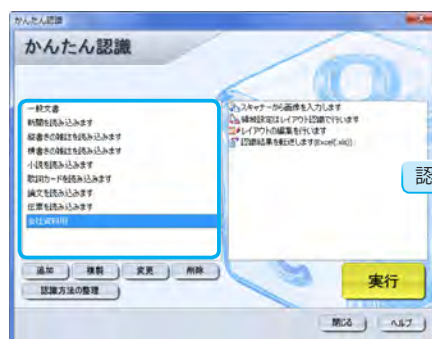 かんたん認識
かんたん認識
一般文書
新聞を読み込みます
縦書きの雑誌を読み込みます
横書きの雑誌を読み込みます
小説を読み込みます
歌詞カードを読み込みます
論文を読み込みます
伝票を読み込みます
会社資料用
スキャナーから画像を入力します
領域設定はレイアウト認識で行います
レイアウトの編集を行います
認識結果を転送します(Excel(.xls))
認
追加
複製
変更
削除
認識方法の整理
実行
閉じる
ヘルプ